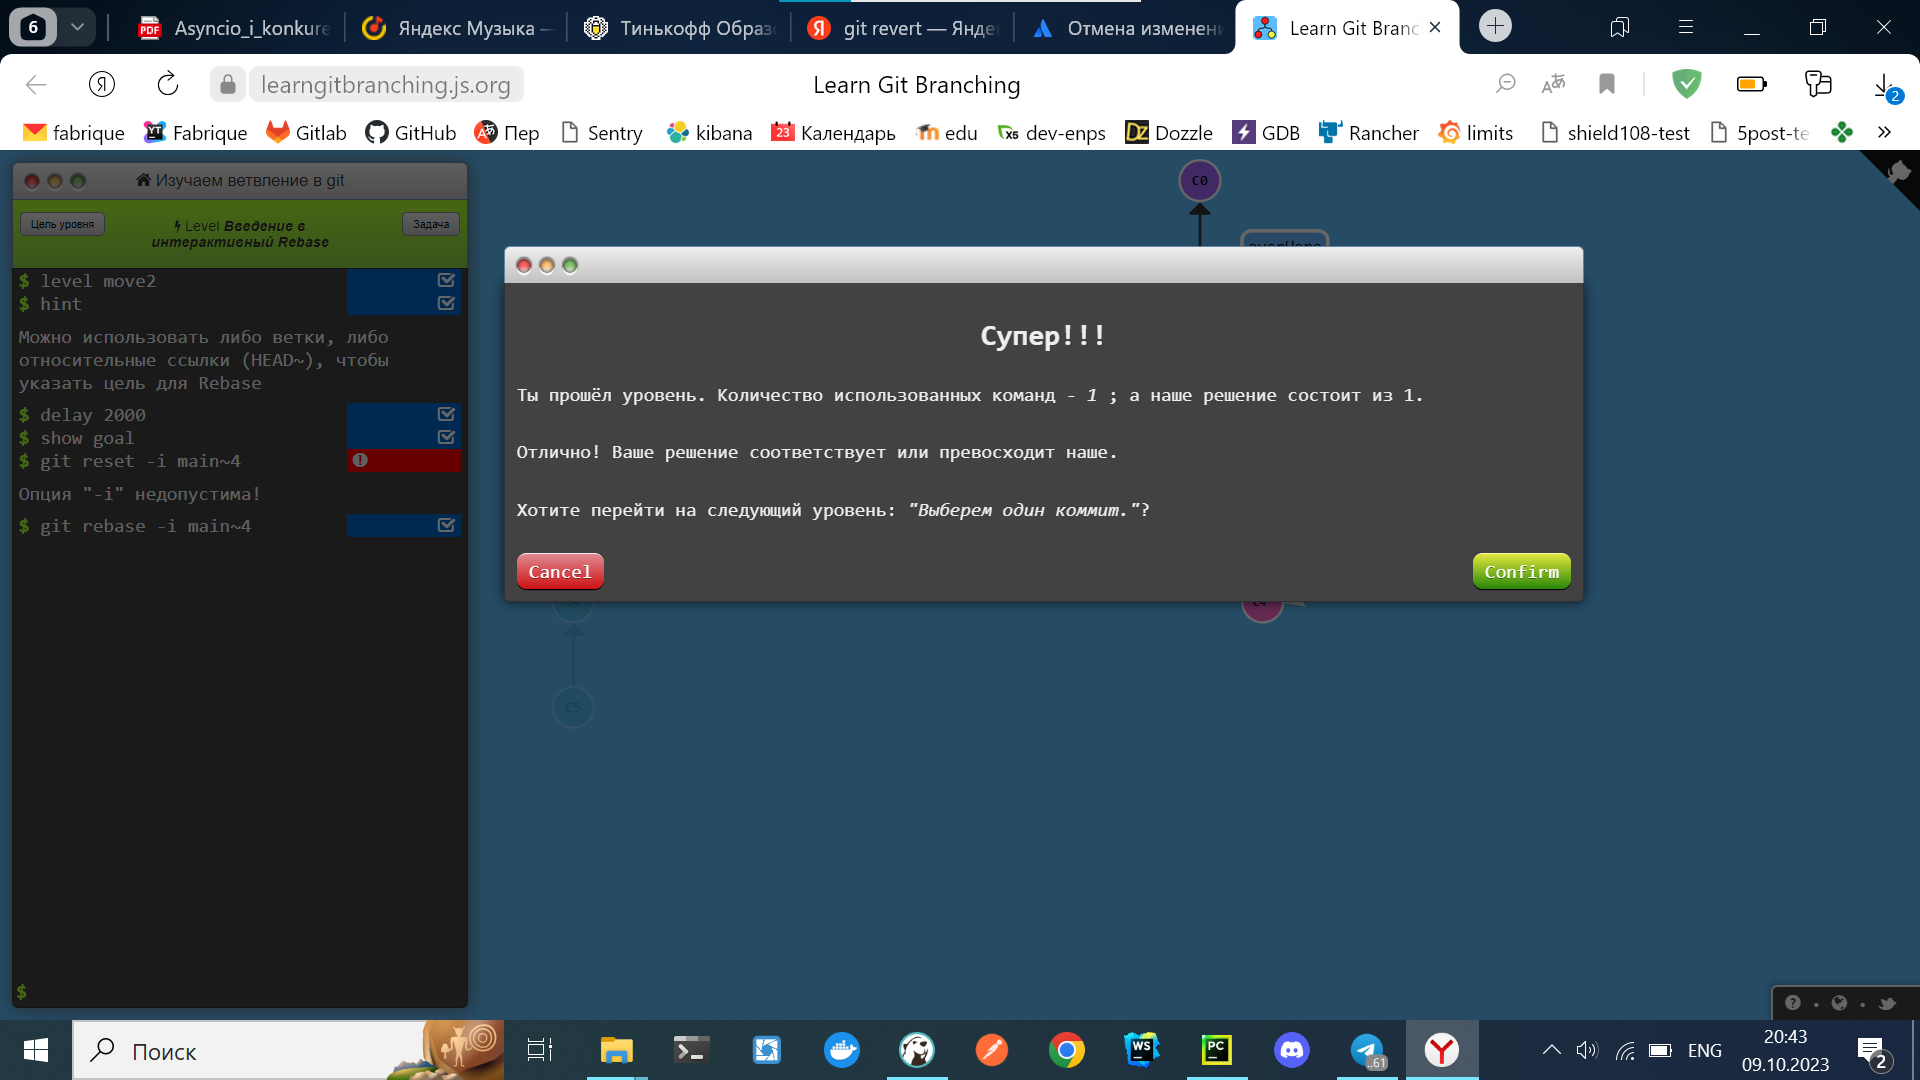 6
Asyncio_i_konkure
Яндекс Музыка —
Тинькофф Образо
git revert — Янде
Отмена изменени
Learn Git Branc
learngitbranching.js.org
Learn Git Branching
2
fabrique
Fabrique
Gitlab
GitHub
Пер
Sentry
kibana
Календарь
edu
dev-enps
Dozzle
GDB
Rancher
limits
shield108-test
5post-te
Изучаем ветвление в git
Цель уровня
Level Введение в
интерактивный Rebase
Задача
$ level move2
$ hint
Можно использовать либо ветки, либо
относительные ссылки (HEAD~), чтобы
указать цель для Rebase
$ delay 2000
$ show goal
$ git reset -i main~4
Опция "-i" недопустима!
$ git rebase -i main~4
$
C0
Супер!!!
Ты прошёл уровень. Количество использованных команд - 1 ; а наше решение состоит из 1.
Отлично! Ваше решение соответствует или превосходит наше.
Хотите перейти на следующий уровень: "Выберем один коммит."?
Cancel
Confirm
C5
Поиск
WS
PC
..61
ENG
20:43
09.10.2023
2